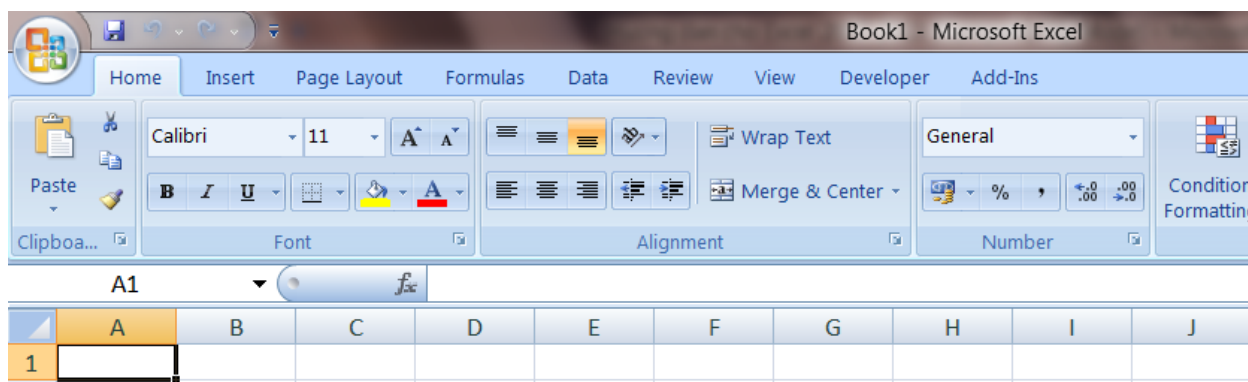 Book1 - Microsoft Excel
Home Insert Page Layout Formulas Data Review View Developer Add-Ins
Calibri 11 A A Wrap Text General
Paste B I U A Merge & Center % , .0 .00 .00 .0 Condition
Formatting
Clipboa... Font Alignment Number
A1 fx
A B C D E F G H I J
1